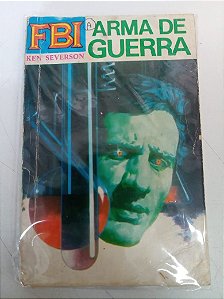 FBI
KEN SEVERSON
ARMA DE
GUERRA